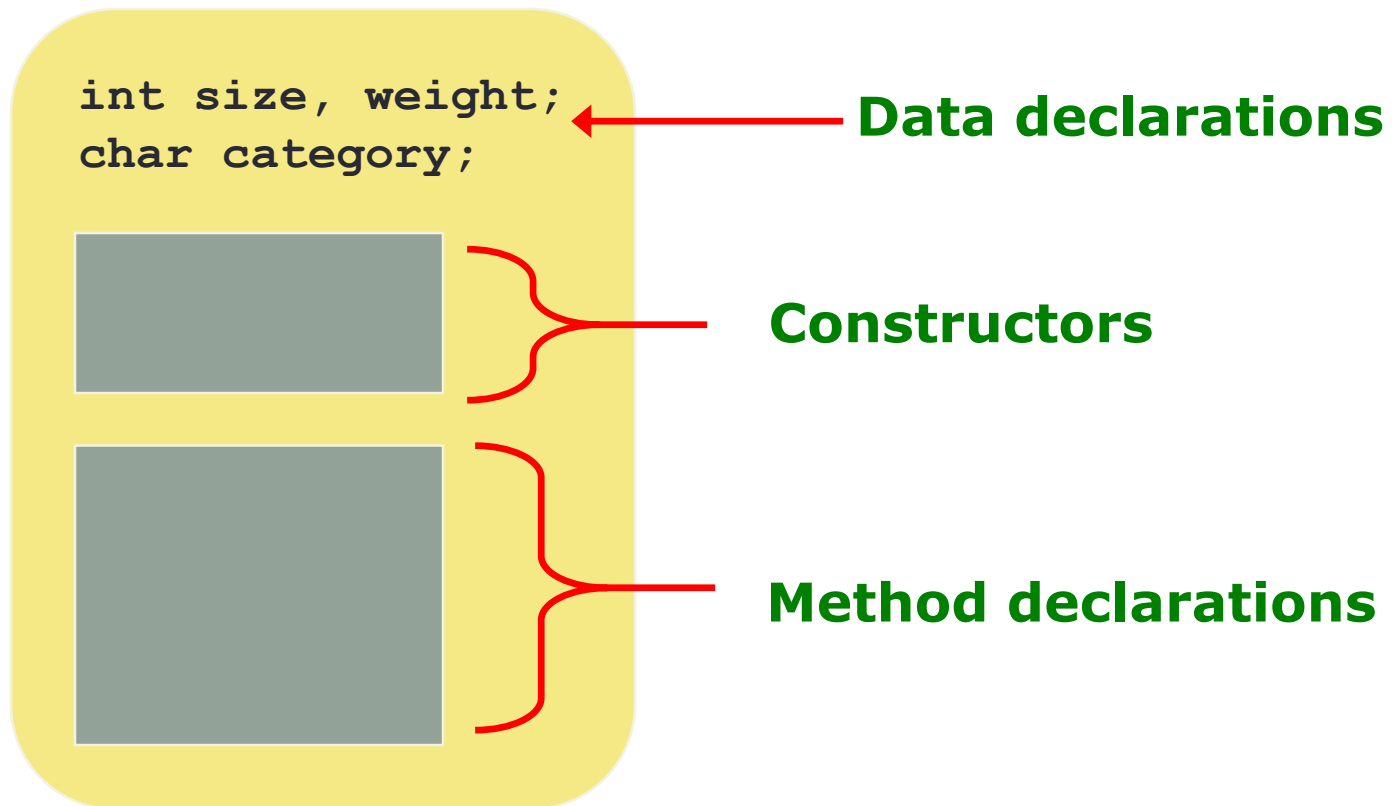 int size, weight;
char category;
Data declarations
Constructors
Method declarations